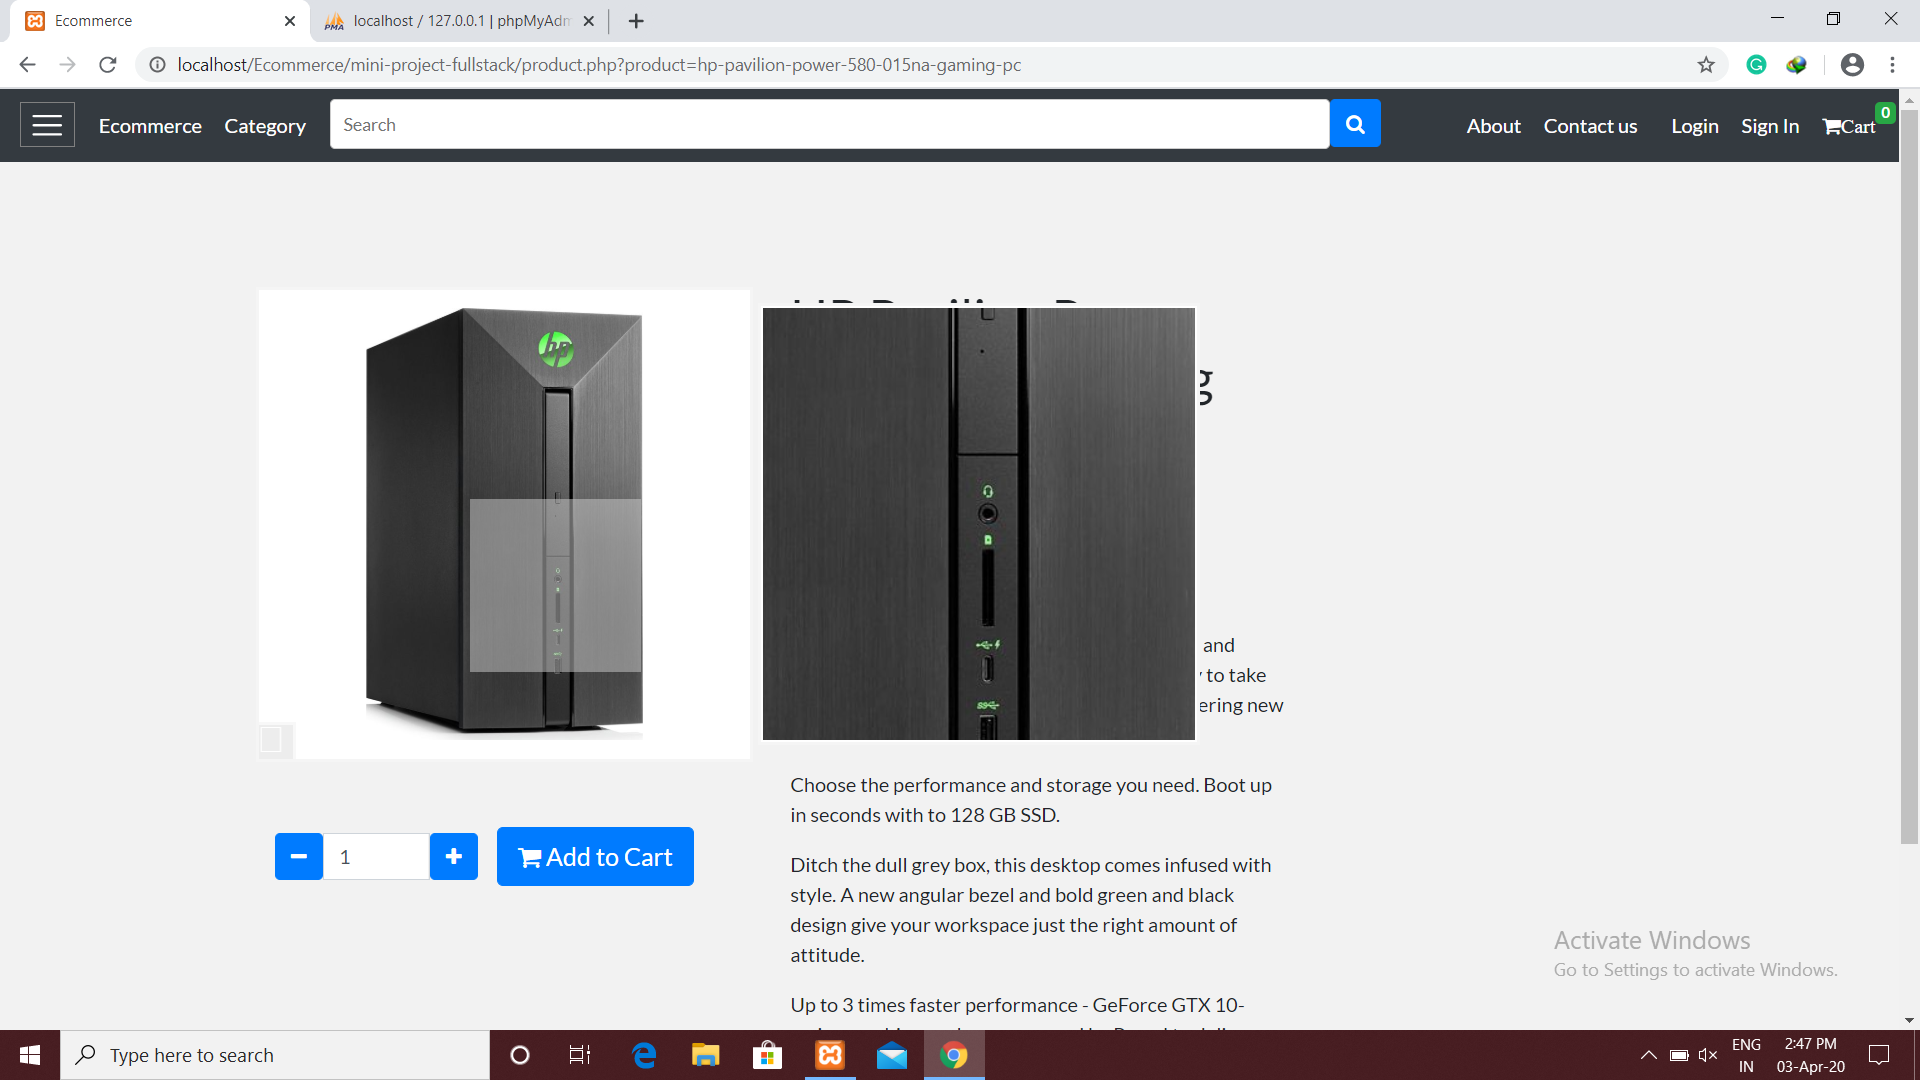 Ecommerce
localhost / 127.0.0.1 | phpMyAdm
localhost/Ecommerce/mini-project-fullstack/product.php?product=hp-pavilion-power-580-015na-gaming-pc
Ecommerce Category Search About Contact us Login Sign In Cart 0
hp
and
to take
ering new
Choose the performance and storage you need. Boot up
in seconds with to 128 GB SSD.
Ditch the dull grey box, this desktop comes infused with
style. A new angular bezel and bold green and black
design give your workspace just the right amount of
attitude.
Up to 3 times faster performance - GeForce GTX 10-
1 Add to Cart
Activate Windows
Go to Settings to activate Windows.
Type here to search
ENG
IN
2:47 PM
03-Apr-20